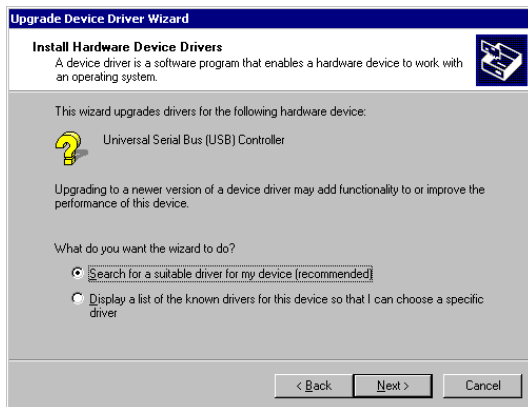 Upgrade Device Driver Wizard
Install Hardware Device Drivers
A device driver is a software program that enables a hardware device to work with
an operating system.
This wizard upgrades drivers for the following hardware device:
Universal Serial Bus (USB) Controller
Upgrading to a newer version of a device driver may add functionality to or improve the
performance of this device.
What do you want the wizard to do?
Search for a suitable driver for my device (recommended)
Display a list of the known drivers for this device so that I can choose a specific
driver
< Back Next > Cancel